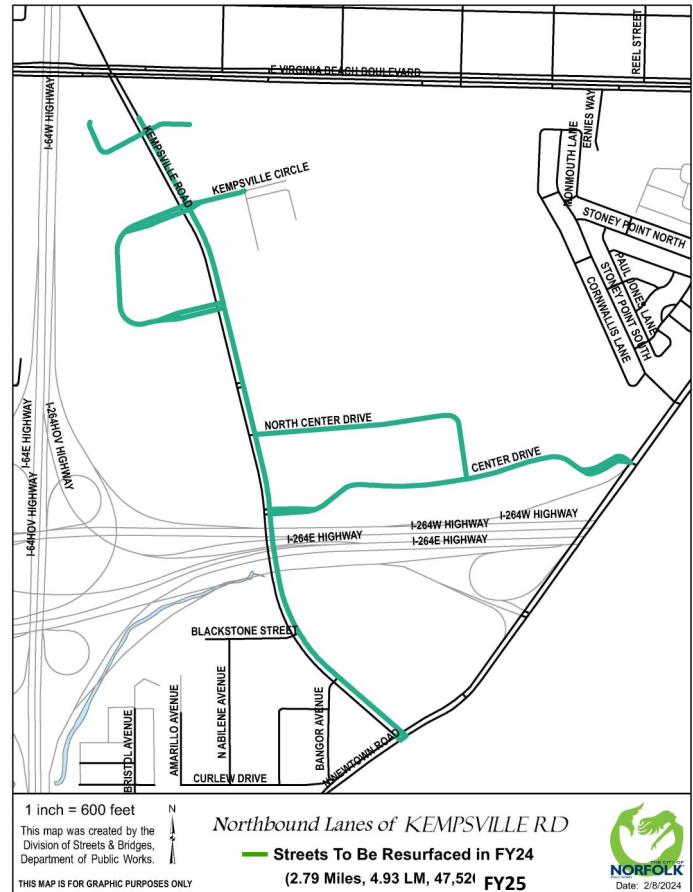 REEL STREET
I-64W HIGHWAY
E VIRGINIA BEACH BOULEVARD
ERNIES WAY
MONMOUTH LANE
KEMPSVILLE ROAD
KEMPSVILLE CIRCLE
STONEY POINT NORTH
PAUL JONES LANE
STONEY POINT SOUTH
CORNWALLIS LANE
I-64E HIGHWAY
I-264HOV HIGHWAY
I-64HOV HIGHWAY
NORTH CENTER DRIVE
CENTER DRIVE
I-264W HIGHWAY
I-264W HIGHWAY
I-264E HIGHWAY
I-264E HIGHWAY
BLACKSTONE STREET
BRISTOL AVENUE
AMARILLO AVENUE
N ABILENE AVENUE
BANGOR AVENUE
N NEWTOWN ROAD
CURLEW DRIVE
1 inch = 600 feet
N
This map was created by the
Division of Streets & Bridges,
Department of Public Works.
THIS MAP IS FOR GRAPHIC PURPOSES ONLY
Northbound Lanes of KEMPSVILLE RD
Streets To Be Resurfaced in FY24
(2.79 Miles, 4.93 LM, 47,52 FY25
THE CITY OF
NORFOLK
Date: 2/8/2024